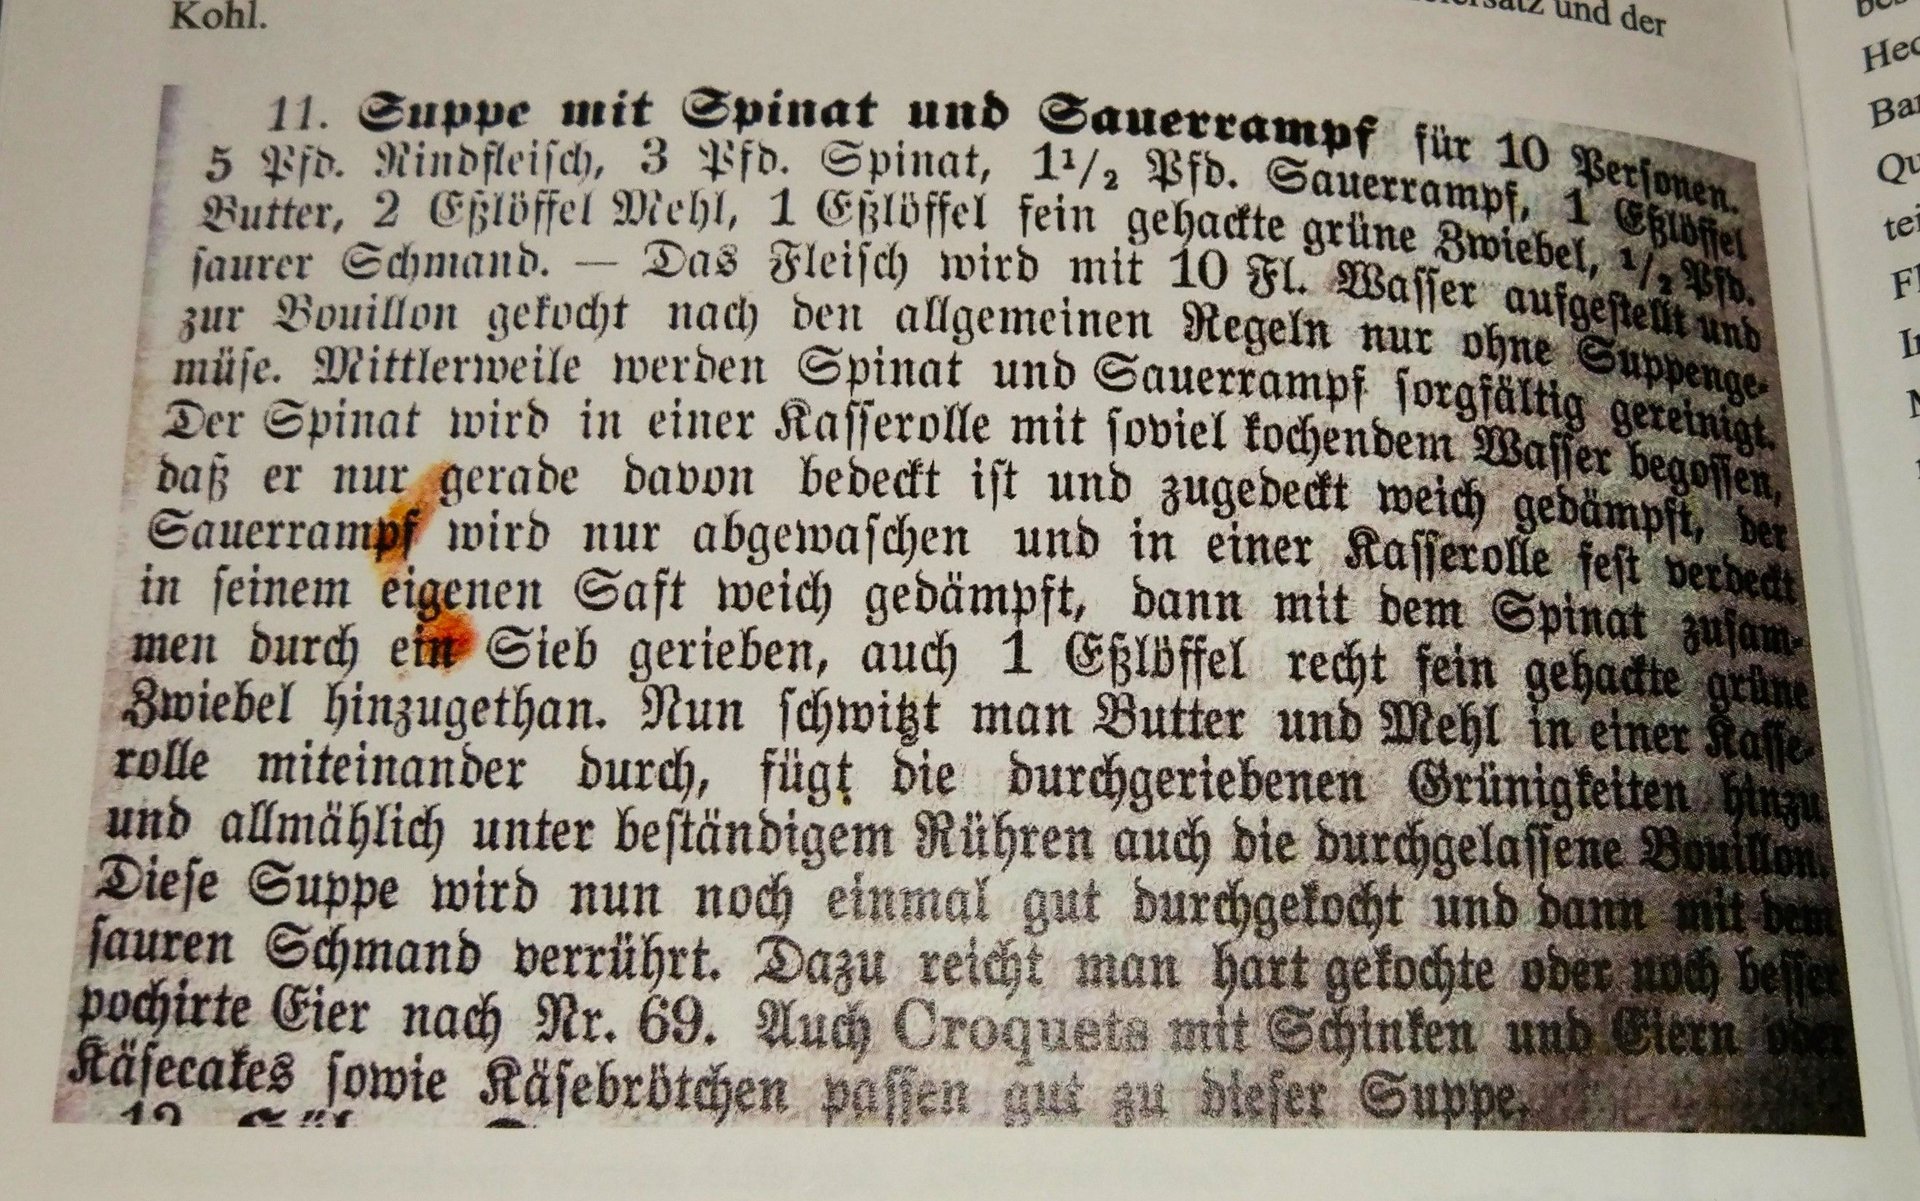 Kohl.
und der
11. Suppe mit Spinat und Sauerrampf für 10 Personen.
5 Pfd. Rindfleisch, 3 Pfd. Spinat, 1½ Pfd. Sauerrampf, 1 Eßlöffel
Butter, 2 Eßlöffel Mehl, 1 Eßlöffel fein gehackte grüne Zwiebel, ½ Pfd.
saurer Schmand. — Das Fleisch wird mit 10 Fl. Wasser aufgestellt und
zur Bouillon gekocht nach den allgemeinen Regeln nur ohne Suppenge-
müse. Mittlerweile werden Spinat und Sauerrampf sorgfältig gereinigt.
Der Spinat wird in einer Kasserolle mit soviel kochendem Wasser begossen,
daß er nur gerade davon bedeckt ist und zugedeckt weich gedämpft, der
Sauerrampf wird nur abgewaschen und in einer Kasserolle fest verdeckt
in seinem eigenen Saft weich gedämpft, dann mit dem Spinat zusam-
men durch ein Sieb gerieben, auch 1 Eßlöffel recht fein gehackte grüne
Zwiebel hinzugethan. Nun schwitzt man Butter und Mehl in einer Kasse-
rolle miteinander durch, fügt die durchgeriebenen Grünigkeiten hinzu
und allmählich unter beständigem Rühren auch die durchgelassene Bouillon.
Diese Suppe wird nun noch einmal gut durchgekocht und dann mit dem
sauren Schmand verrührt. Dazu reicht man hart gekochte oder noch besser
pochirte Eier nach Nr. 69. Auch Croquets mit Schinken und Eiern oder
Käsecakes sowie Käsebrötchen passen gut zu dieser Suppe.
12.